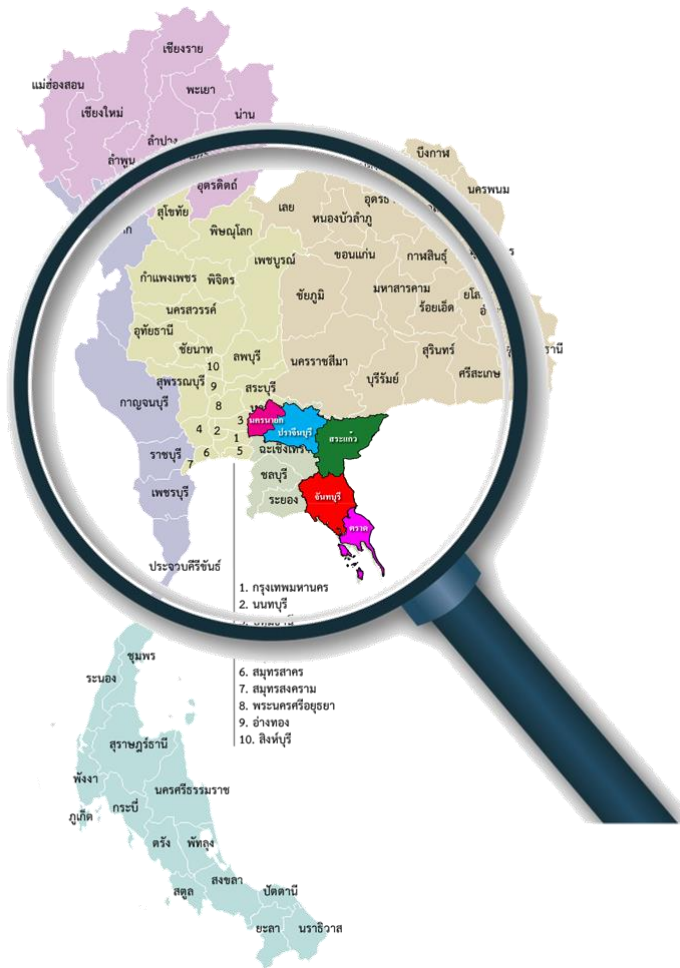 เชียงราย
แม่ฮ่องสอน
พะเยา
เชียงใหม่
น่าน
ลำปาง
ลำพูน
บึงกาฬ
อุตรดิตถ์
นครพนม
สุโขทัย
เลย
หนองบัวลำภู
พิษณุโลก
เพชรบูรณ์
ขอนแก่น
กาฬสินธุ์
กำแพงเพชร
พิจิตร
มหาสารคาม
ชัยภูมิ
ร้อยเอ็ด
นครสวรรค์
อุทัยธานี
ชัยนาท
ลพบุรี
นครราชสีมา
สุรินทร์
10
ศรีสะเกษ
สุพรรณบุรี
9
สระบุรี
บุรีรัมย์
กาญจนบุรี
8
3
นครนายก
4
2
1
ปราจีนบุรี
สระแก้ว
ราชบุรี
6
5
ฉะเชิงเทรา
7
ชลบุรี
เพชรบุรี
ระยอง
จันทบุรี
ตราด
ประจวบคีรีขันธ์
1. กรุงเทพมหานคร
2. นนทบุรี
6. สมุทรสาคร
7. สมุทรสงคราม
8. พระนครศรีอยุธยา
9. อ่างทอง
10. สิงห์บุรี
ชุมพร
ระนอง
สุราษฎร์ธานี
พังงา
นครศรีธรรมราช
กระบี่
ภูเก็ต
ตรัง
พัทลุง
สตูล
สงขลา
ปัตตานี
ยะลา
นราธิวาส